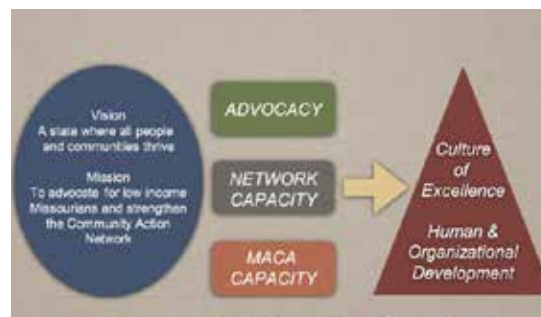 Vision
A state where all people
and communities thrive
Mission
To advocate for low income
Missourians and strengthen
the Community Action
Network
ADVOCACY
NETWORK
CAPACITY
MACA
CAPACITY
Culture
of
Excellence
Human &
Organizational
Development